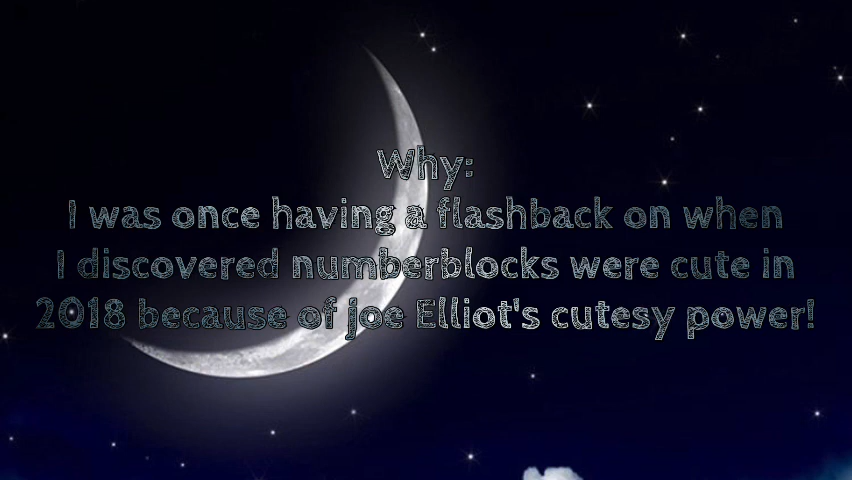 Why:
I was once having a flashback on when
I discovered numberblocks were cute in
2018 because of joe Elliot's cutesy power!